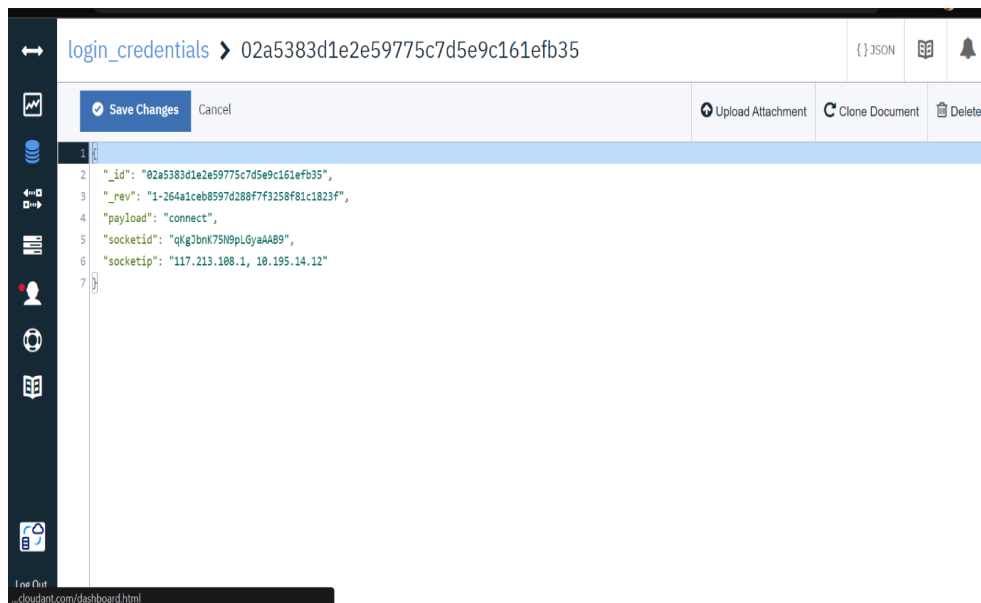 login_credentials > 02a5383d1e2e59775c7d5e9c161efb35
{ } JSON
Save Changes
Cancel
Upload Attachment
Clone Document
Delete
1 {
2 "_id": "02a5383d1e2e59775c7d5e9c161efb35",
3 "_rev": "1-264a1ceb8597d288f7f3258f81c1823f",
4 "payload": "connect",
5 "socketid": "qKgJbnK75N9pLGyaAAB9",
6 "socketip": "117.213.108.1, 10.195.14.12"
7 }
Log Out
...cloudant.com/dashboard.html